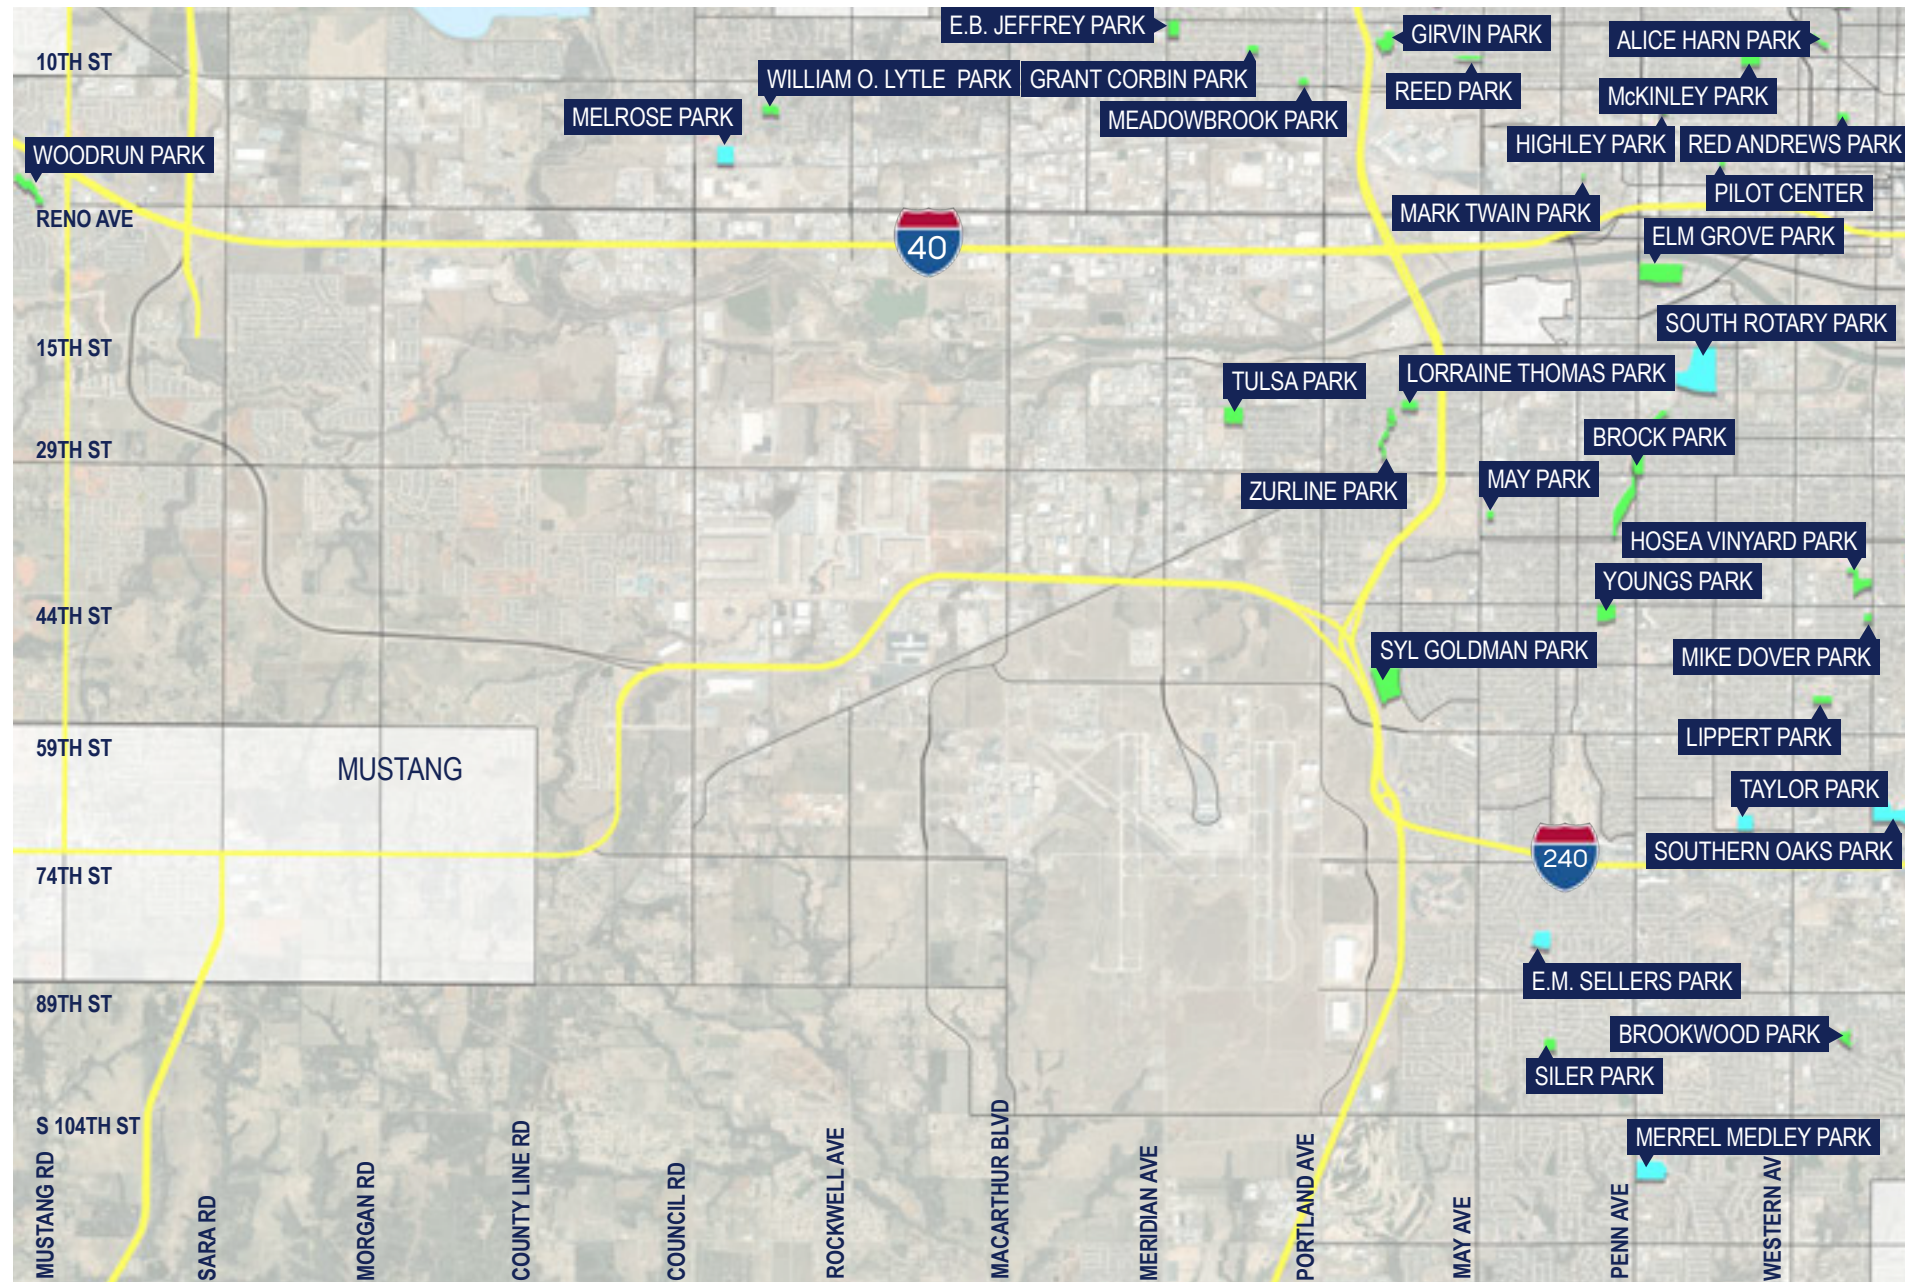 E.B. JEFFREY PARK
GIRVIN PARK
ALICE HARN PARK
10TH ST
WILLIAM O. LYTLE PARK
GRANT CORBIN PARK
REED PARK
McKINLEY PARK
MELROSE PARK
MEADOWBROOK PARK
HIGHLEY PARK
RED ANDREWS PARK
WOODRUN PARK
PILOT CENTER
MARK TWAIN PARK
RENO AVE
40
ELM GROVE PARK
SOUTH ROTARY PARK
15TH ST
TULSA PARK
LORRAINE THOMAS PARK
BROCK PARK
29TH ST
ZURLINE PARK
MAY PARK
HOSEA VINYARD PARK
YOUNGS PARK
44TH ST
SYL GOLDMAN PARK
MIKE DOVER PARK
LIPPERT PARK
59TH ST
MUSTANG
TAYLOR PARK
SOUTHERN OAKS PARK
240
74TH ST
E.M. SELLERS PARK
89TH ST
BROOKWOOD PARK
SILER PARK
S 104TH ST
MERREL MEDLEY PARK
MUSTANG RD
SARA RD
MORGAN RD
COUNTY LINE RD
COUNCIL RD
ROCKWELL AVE
MACARTHUR BLVD
MERIDIAN AVE
PORTLAND AVE
MAY AVE
PENN AVE
WESTERN AV